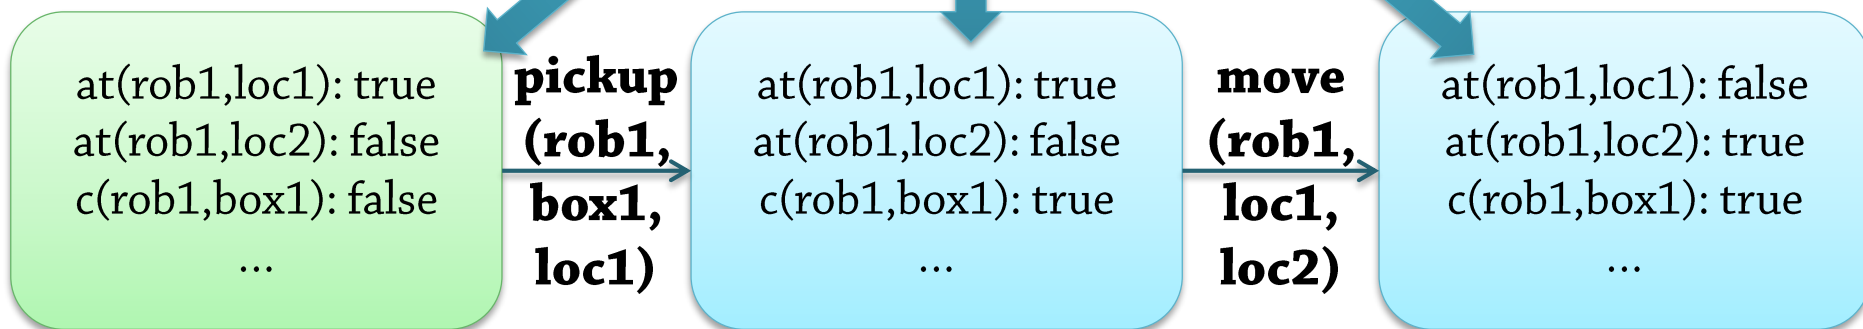 at(rob1,loc1): true
at(rob1,loc2): false
c(rob1,box1): false
...
pickup
(rob1,
box1,
loc1)
at(rob1,loc1): true
at(rob1,loc2): false
c(rob1,box1): true
...
move
(rob1,
loc1,
loc2)
at(rob1,loc1): false
at(rob1,loc2): true
c(rob1,box1): true
...